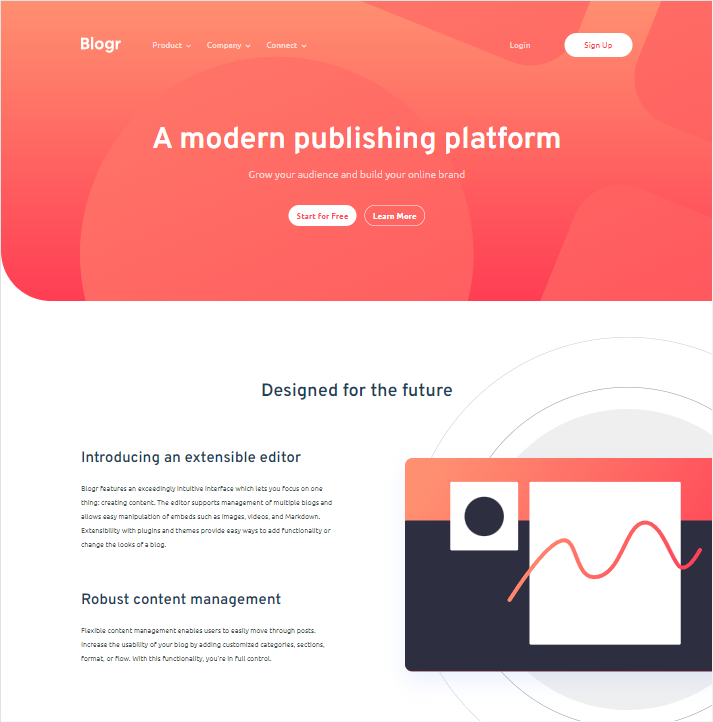 Blogr Product Company Connect Login Sign Up
A modern publishing platform
Grow your audience and build your online brand
Start for Free Learn More
Designed for the future
Introducing an extensible editor
Blogr features an exceedingly intuitive interface which lets you focus on one
thing: creating content. The editor supports management of multiple blogs and
allows easy manipulation of embeds such as images, videos, and Markdown.
Extensibility with plugins and themes provide easy ways to add functionality or
change the looks of a blog.
Robust content management
Flexible content management enables users to easily move through posts.
Increase the usability of your blog by adding customized categories, sections,
format, or flow. With this functionality, you're in full control.